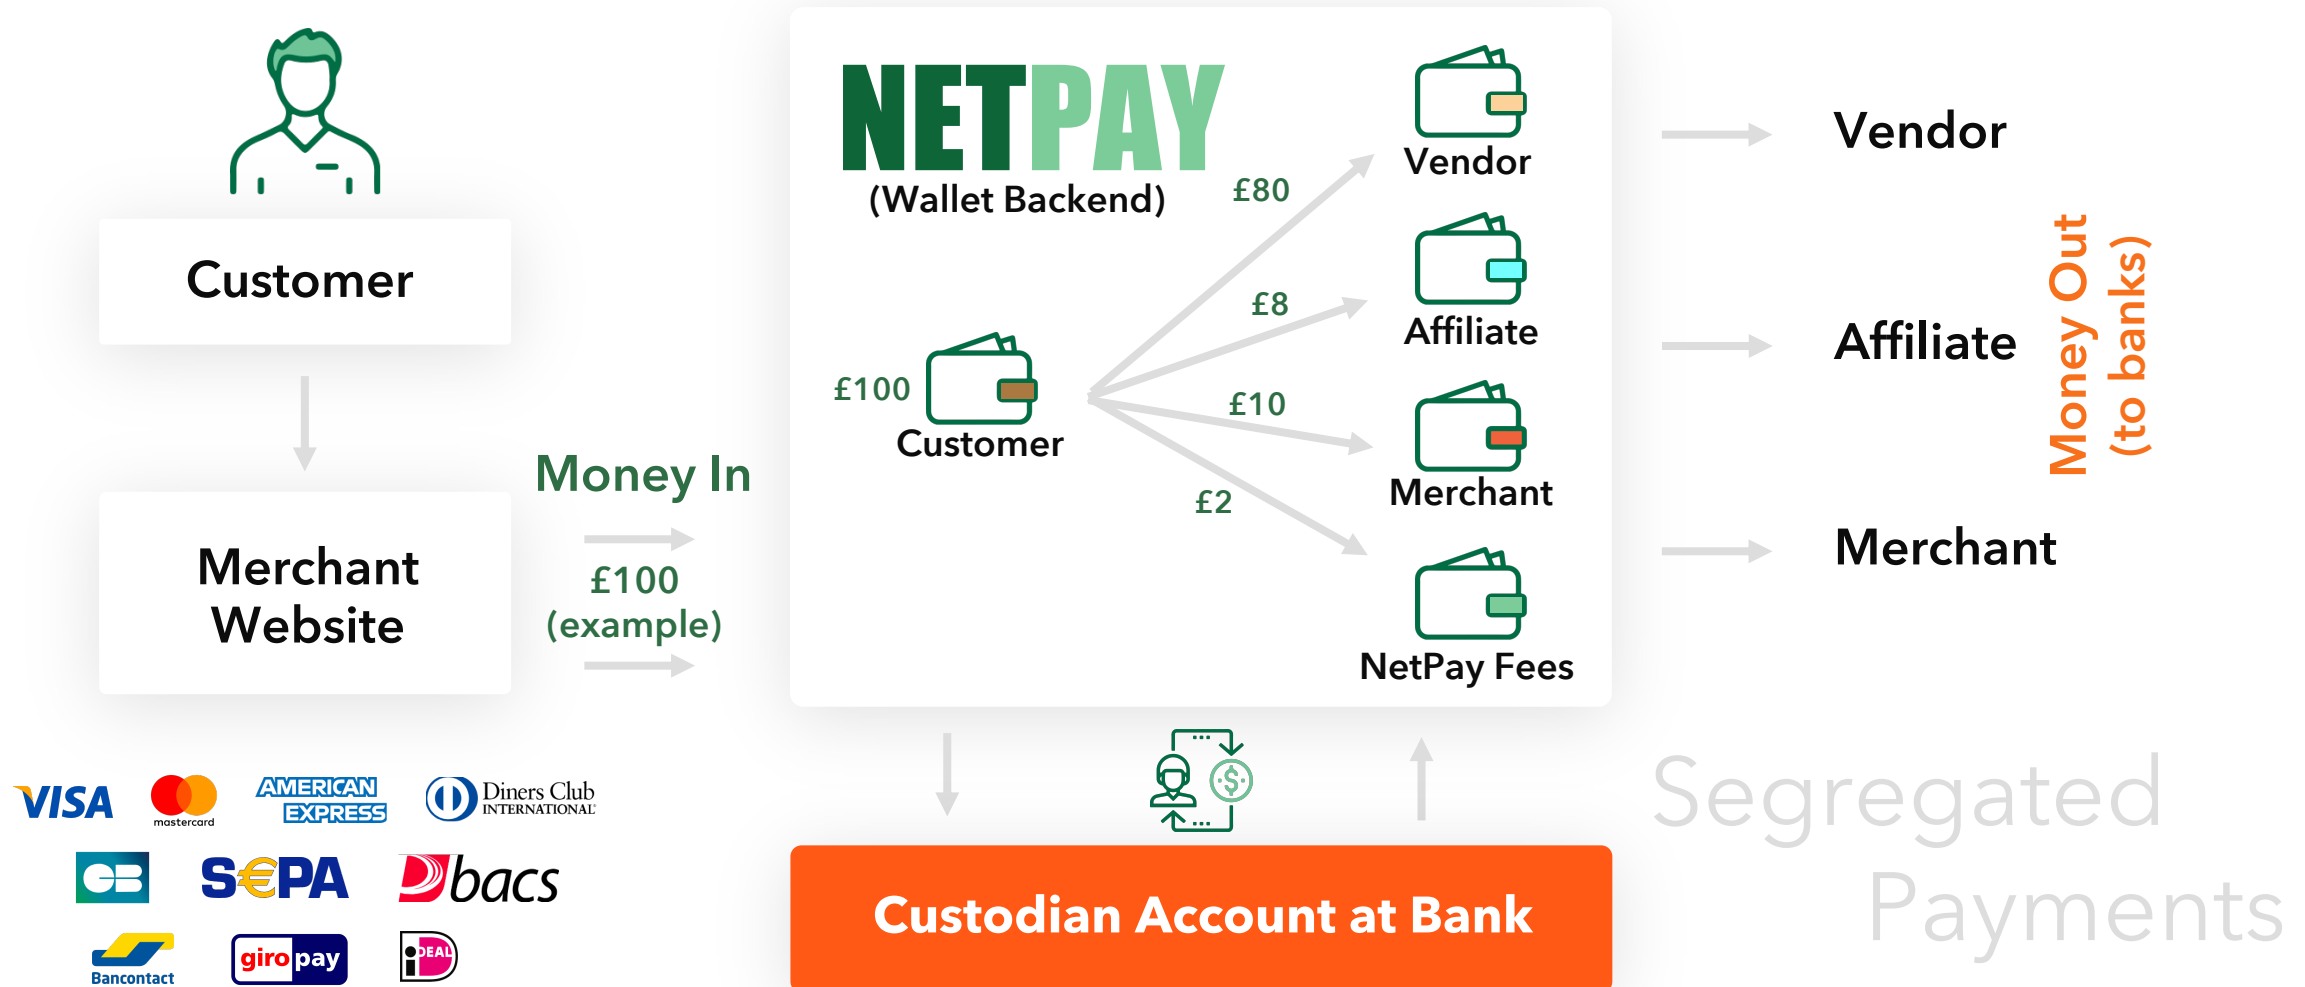 Customer
Merchant
Website
Money In
£100
(example)
VISA
mastercard
AMERICAN
EXPRESS
Diners Club
INTERNATIONAL
CB
S€PA
bacs
Bancontact
giropay
iDEAL
NETPAY
(Wallet Backend)
£100
Customer
£80
£8
£10
£2
Vendor
Affiliate
Merchant
NetPay Fees
$
Custodian Account at Bank
Vendor
Affiliate
Merchant
Money Out
(to banks)
Segregated
Payments